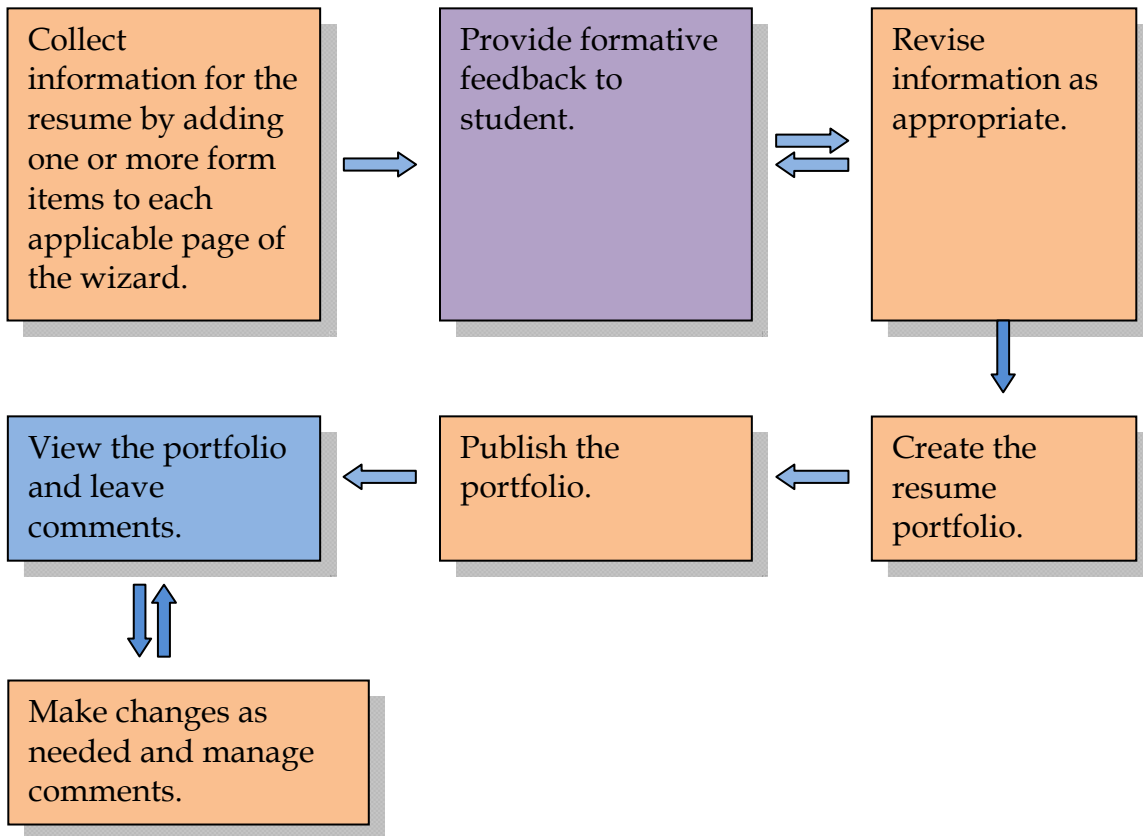 Collect
information for the
resume by adding
one or more form
items to each
applicable page of
the wizard.
Provide formative
feedback to
student.
Revise
information as
appropriate.
Create the
resume
portfolio.
Publish the
portfolio.
View the portfolio
and leave
comments.
Make changes as
needed and manage
comments.